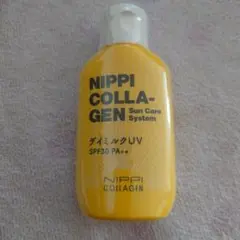 NIPPI
COLLA-
GEN Sun Care
System
デイミルクUV
SPF30 PA++
NIPPI
COLLAGEN